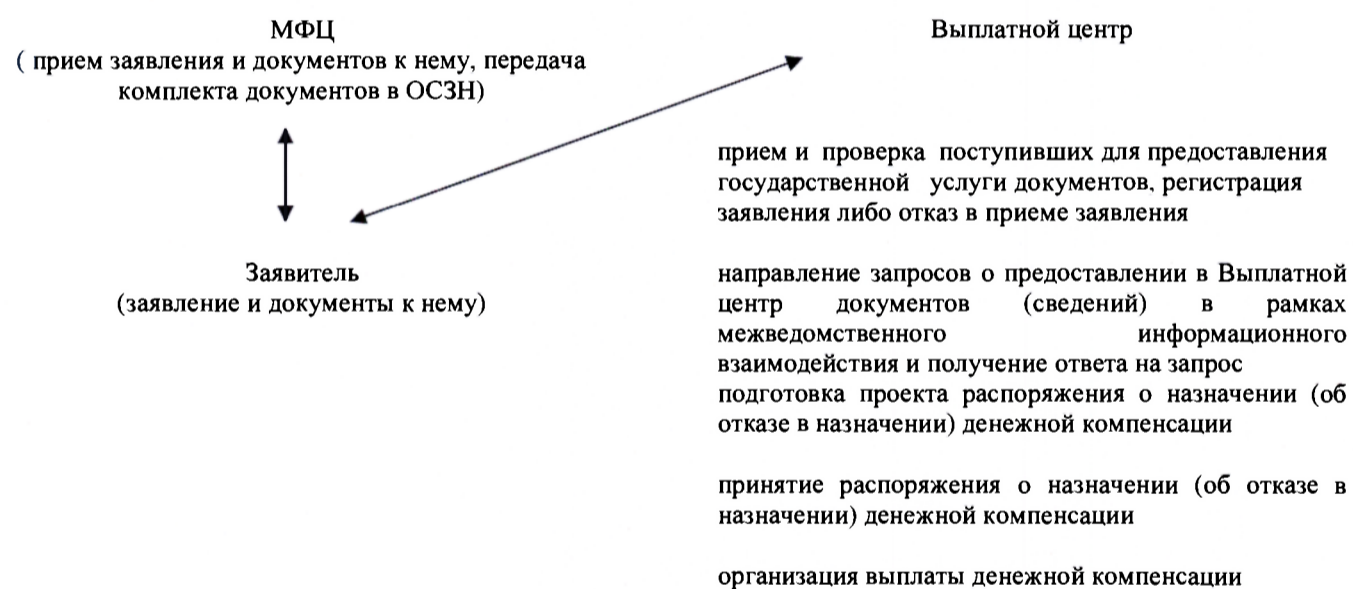 МФЦ
( прием заявления и документов к нему, передача
комплекта документов в ОСЗН)
Заявитель
(заявление и документы к нему)
Выплатной центр
прием и проверка поступивших для предоставления
государственной услуги документов, регистрация
заявления либо отказ в приеме заявления
направление запросов о предоставлении в Выплатной
центр документов (сведений) в рамках
межведомственного информационного
взаимодействия и получение ответа на запрос
подготовка проекта распоряжения о назначении (об
отказе в назначении) денежной компенсации
принятие распоряжения о назначении (об отказе в
назначении) денежной компенсации
организация выплаты денежной компенсации